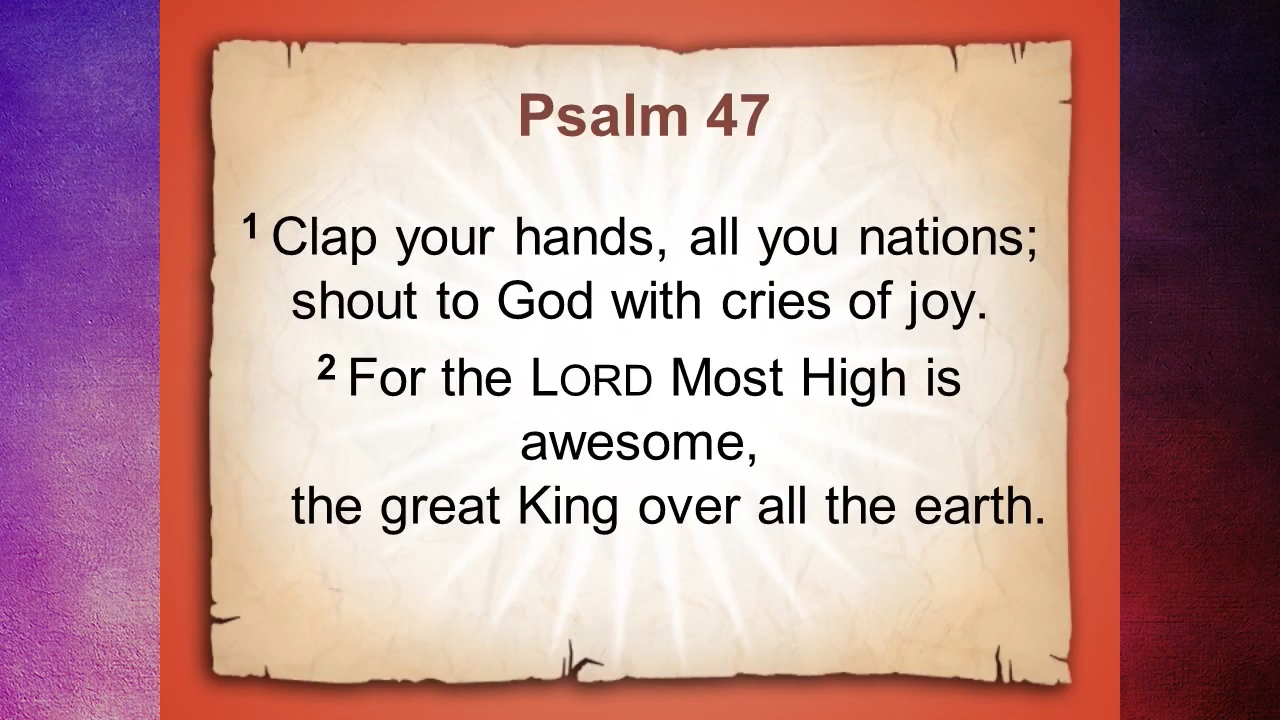 Psalm 47
1 Clap your hands, all you nations;
shout to God with cries of joy.
2 For the LORD Most High is
awesome,
the great King over all the earth.